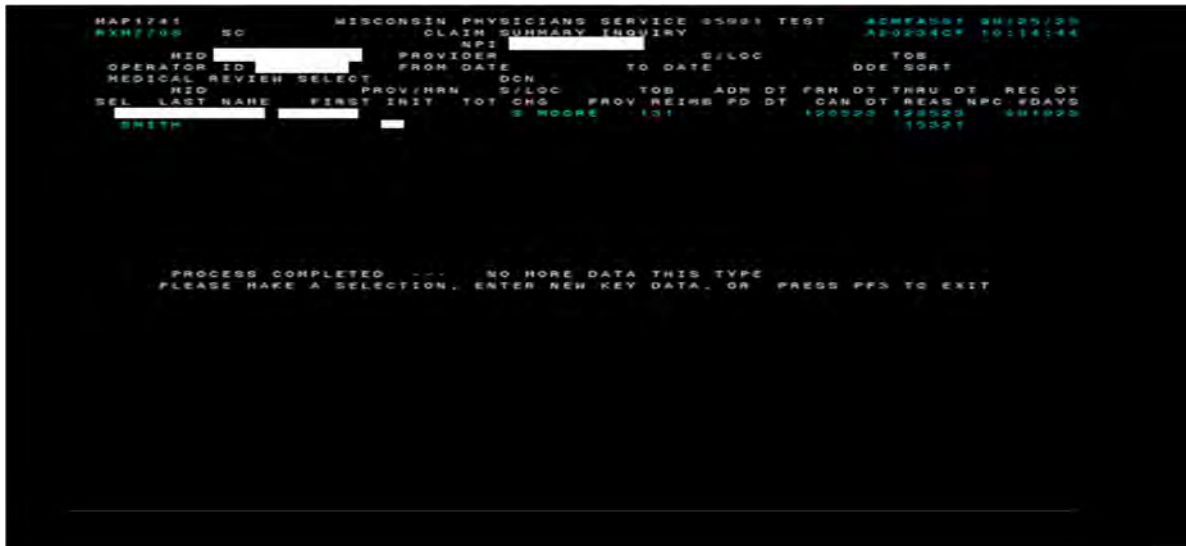 MAP1741 WISCONSIN PHYSICIANS SERVICE 05901 TEST ACMFA581 08/25/25
RXM7708 SC CLAIM SUMMARY INQUIRY A20234CF 10:14:44
NPI
MID PROVIDER S/LOC TOB
OPERATOR ID FROM DATE TO DATE DDE SORT
MEDICAL REVIEW SELECT DCN
MID PROV/MRN S/LOC TOB ADM DT FRM DT THRU DT REC DT
SEL LAST NAME FIRST INIT TOT CHG PROV REIMB PD DT CAN DT REAS NPC #DAYS
S MOORE 131 120523 120523
SMITH 15321
PROCESS COMPLETED --- NO MORE DATA THIS TYPE
PLEASE MAKE A SELECTION, ENTER NEW KEY DATA, OR PRESS PF3 TO EXIT